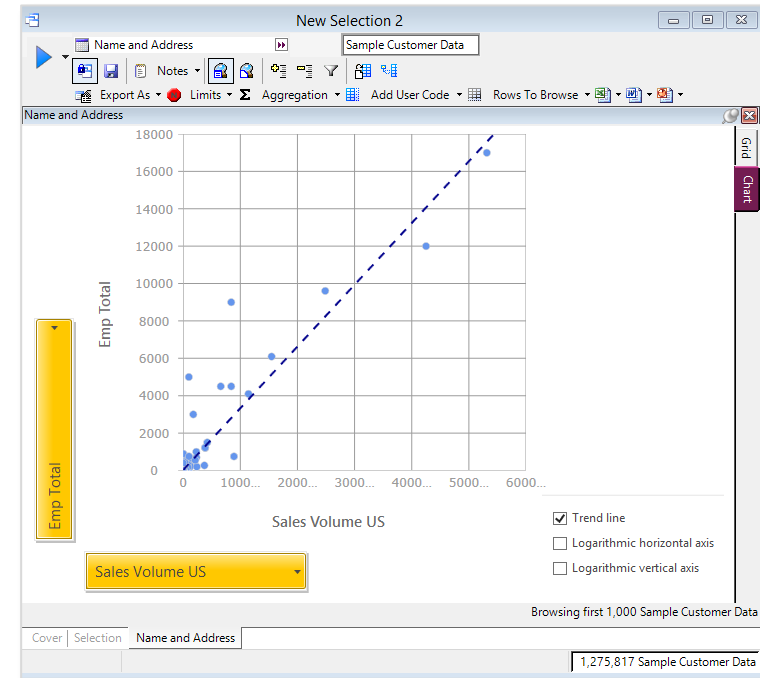 New Selection 2
Name and Address
Sample Customer Data
Notes
Export As
Limits
Σ Aggregation
Add User Code
Rows To Browse
Name and Address
Grid
Chart
18000
16000
14000
12000
10000
8000
6000
4000
2000
0
Emp Total
Emp Total
0 1000... 2000... 3000... 4000... 5000... 6000...
Sales Volume US
Sales Volume US
Trend line
Logarithmic horizontal axis
Logarithmic vertical axis
Browsing first 1,000 Sample Customer Data
Cover Selection Name and Address
1,275,817 Sample Customer Data